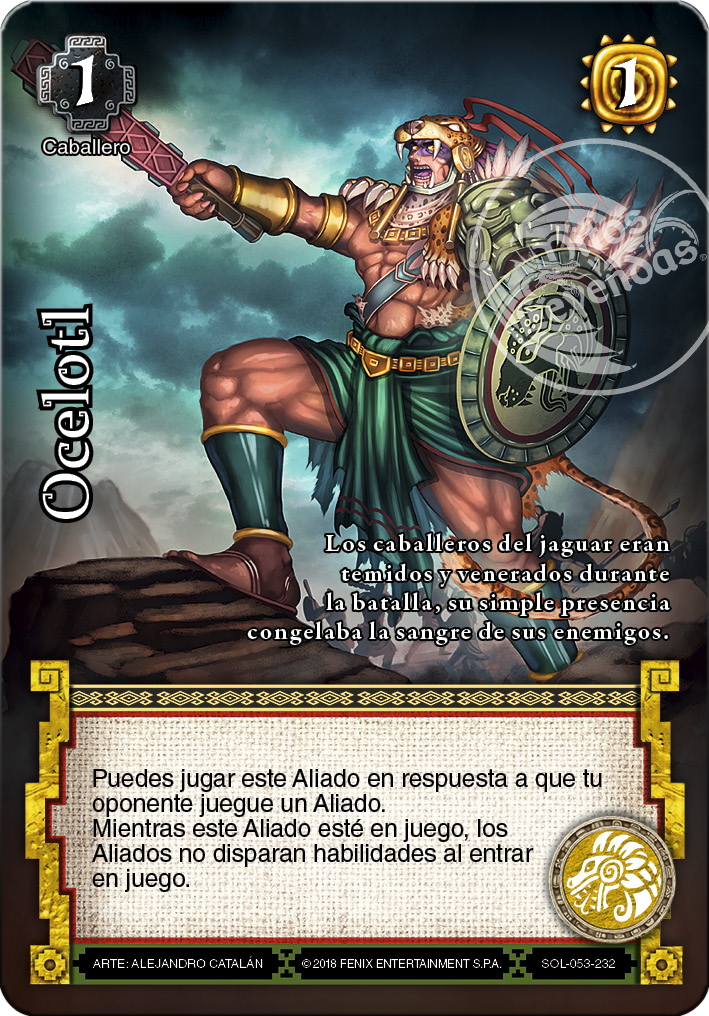 1
1
Caballero
Mitos
y Leyendas
Ocelotl
Los caballeros del jaguar eran
temidos y venerados durante
la batalla, su simple presencia
congelaba la sangre de sus enemigos.
Puedes jugar este Aliado en respuesta a que tu
oponente juegue un Aliado.
Mientras este Aliado esté en juego, los
Aliados no disparan habilidades al entrar
en juego.
ARTE: ALEJANDRO CATALÁN
© 2018 FENIX ENTERTAINMENT S.P.A.
SOL-053-232